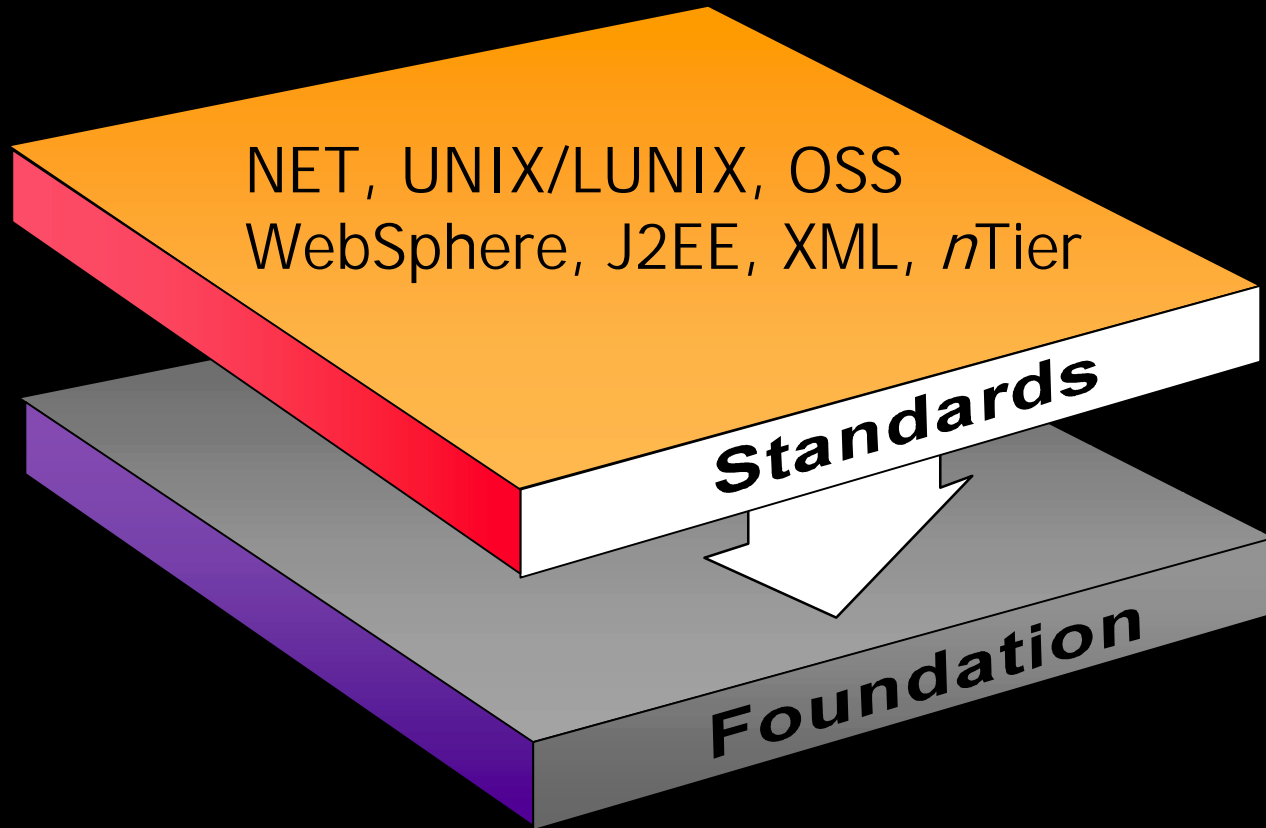 NET, UNIX/LUNIX, OSS
WebSphere, J2EE, XML, nTier
Standards
Foundation